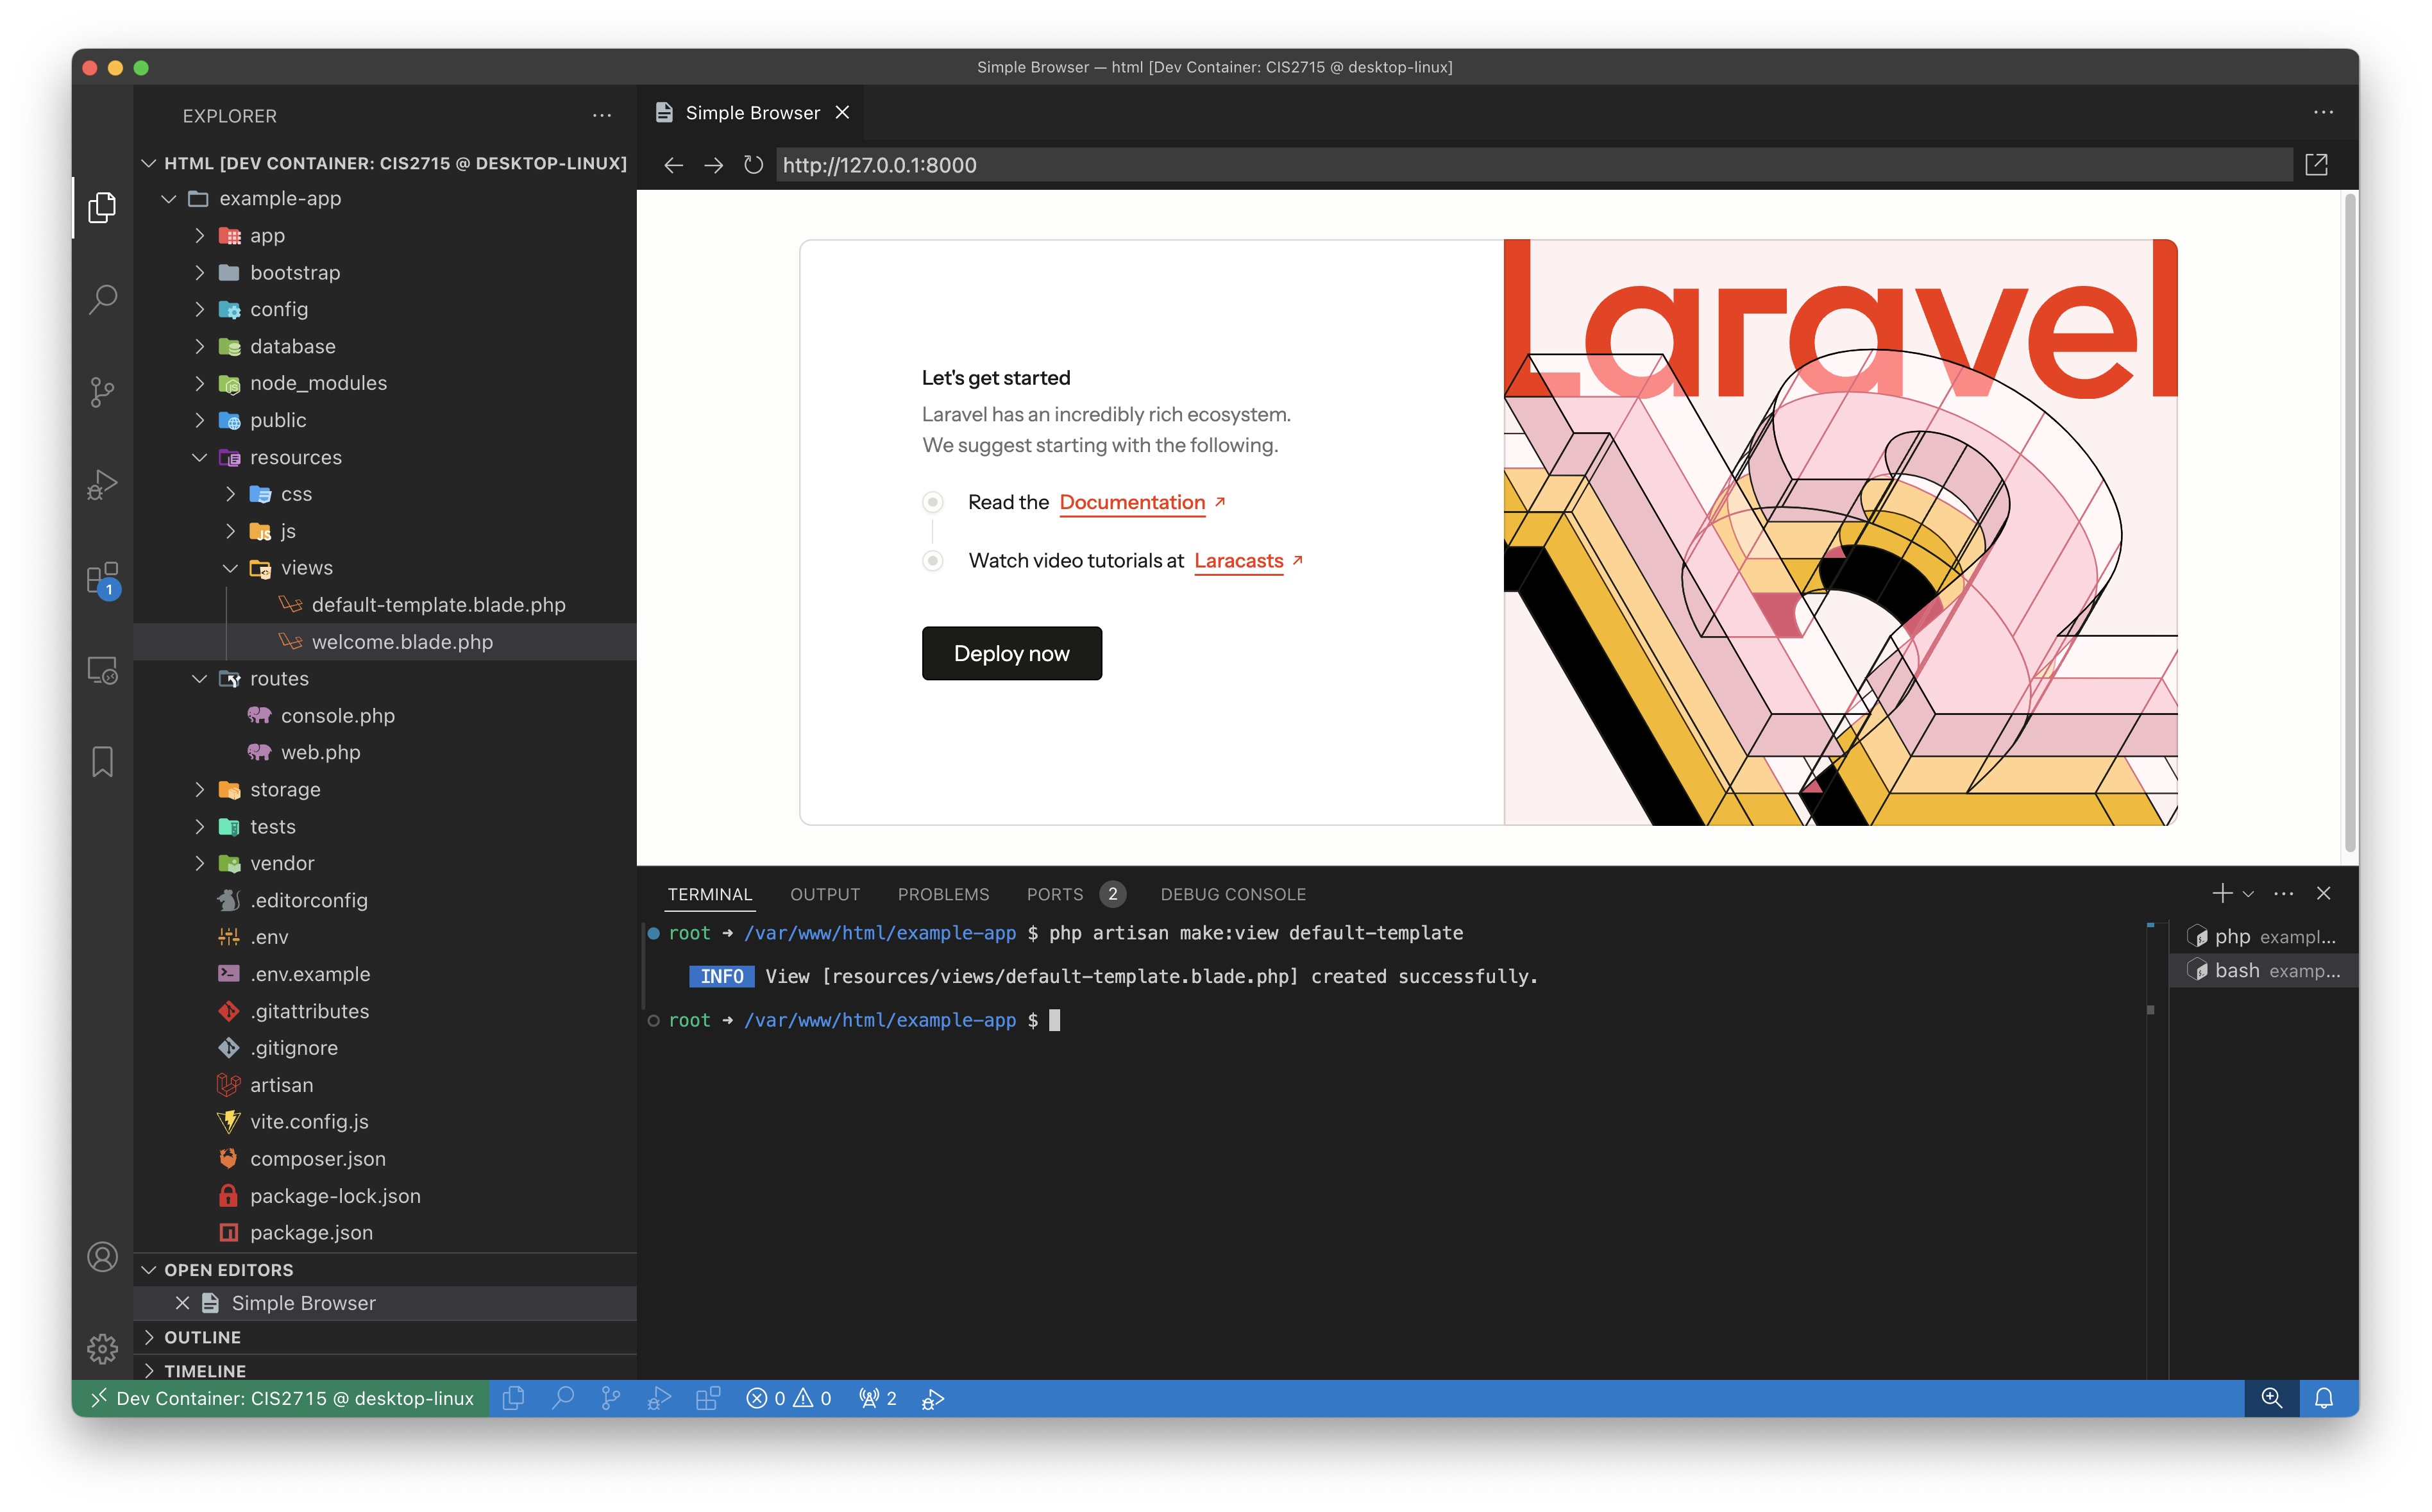 Simple Browser — html [Dev Container: CIS2715 @ desktop-linux]
EXPLORER
HTML [DEV CONTAINER: CIS2715 @ DESKTOP-LINUX]
example-app
app
bootstrap
config
database
node_modules
public
resources
css
js
views
default-template.blade.php
welcome.blade.php
routes
console.php
web.php
storage
tests
vendor
.editorconfig
.env
.env.example
.gitattributes
.gitignore
artisan
vite.config.js
composer.json
package-lock.json
package.json
OPEN EDITORS
Simple Browser
OUTLINE
TIMELINE
1
Simple Browser
http://127.0.0.1:8000
Let's get started
Laravel has an incredibly rich ecosystem.
We suggest starting with the following.
Read the Documentation
Watch video tutorials at Laracasts
Deploy now
Laravel
TERMINAL OUTPUT PROBLEMS PORTS 2 DEBUG CONSOLE
root ➜ /var/www/html/example-app $ php artisan make:view default-template
INFO View [resources/views/default-template.blade.php] created successfully.
root ➜ /var/www/html/example-app $
php exampl...
bash examp...
Dev Container: CIS2715 @ desktop-linux 0 0 2